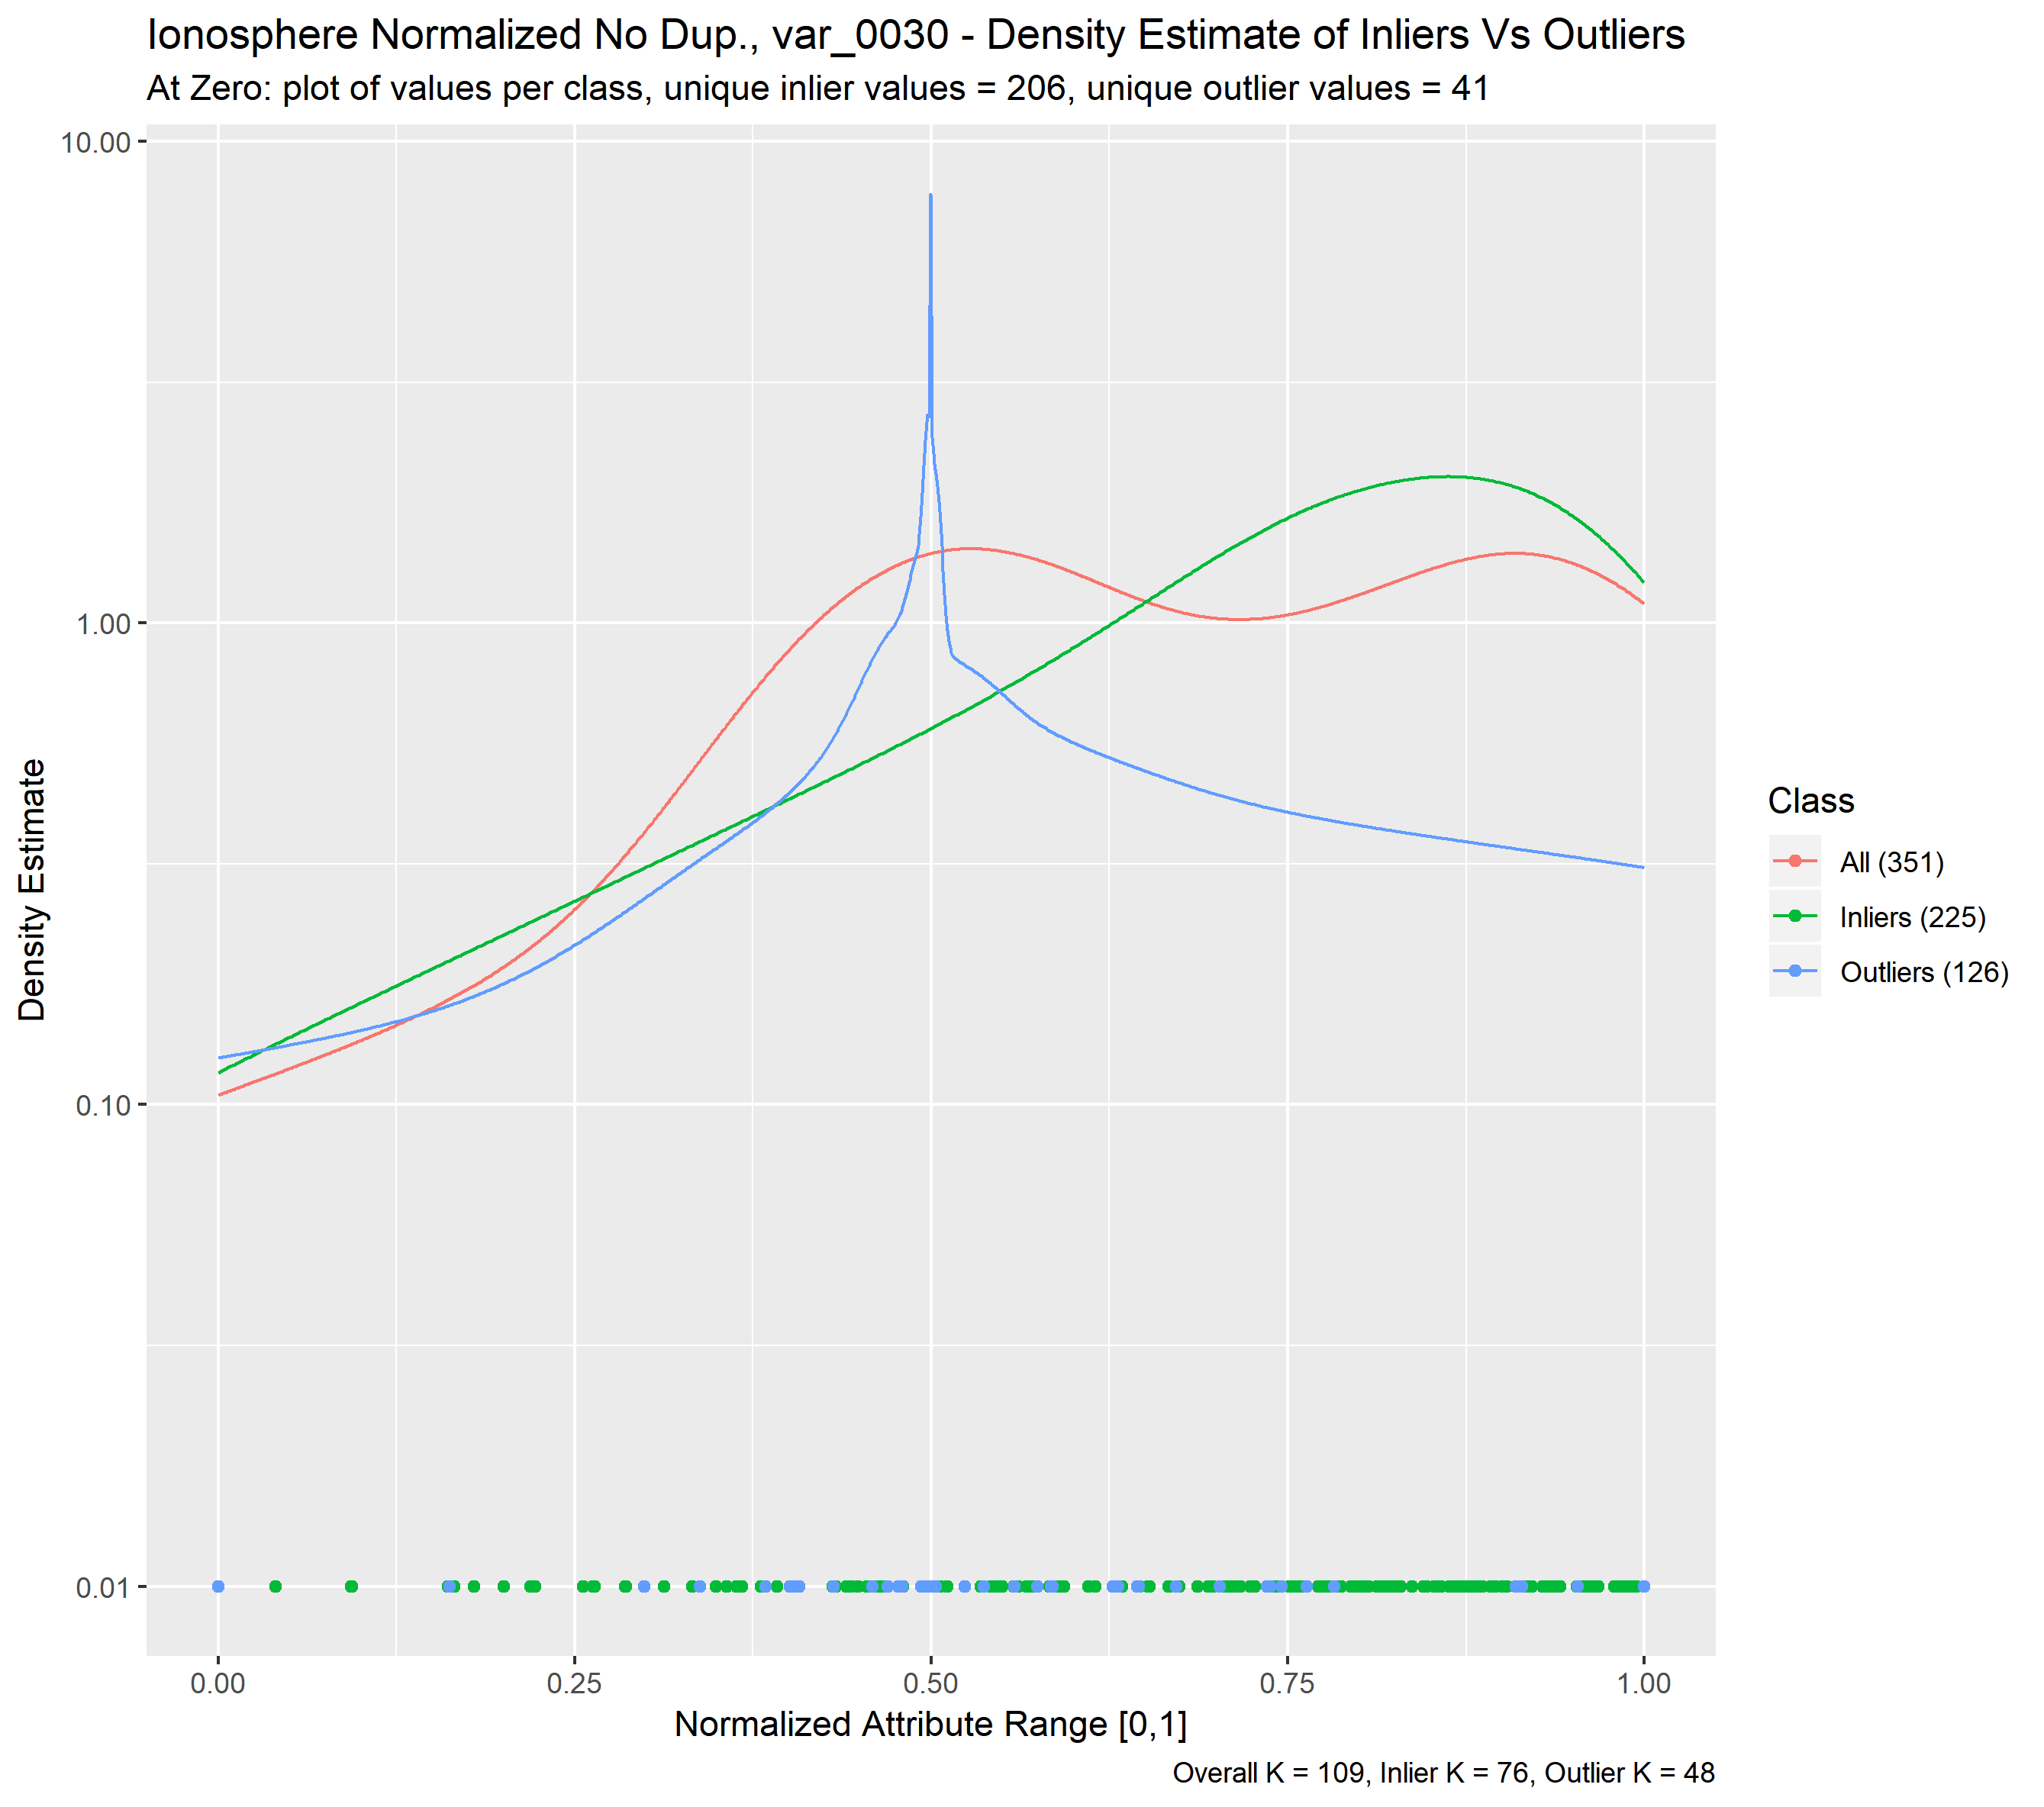 Ionosphere Normalized No Dup., var_0030 - Density Estimate of Inliers Vs Outliers
At Zero: plot of values per class, unique inlier values = 206, unique outlier values = 41
10.00
1.00
0.10
0.01
Density Estimate
0.00 0.25 0.50 0.75 1.00
Normalized Attribute Range [0,1]
Class
All (351)
Inliers (225)
Outliers (126)
Overall K = 109, Inlier K = 76, Outlier K = 48